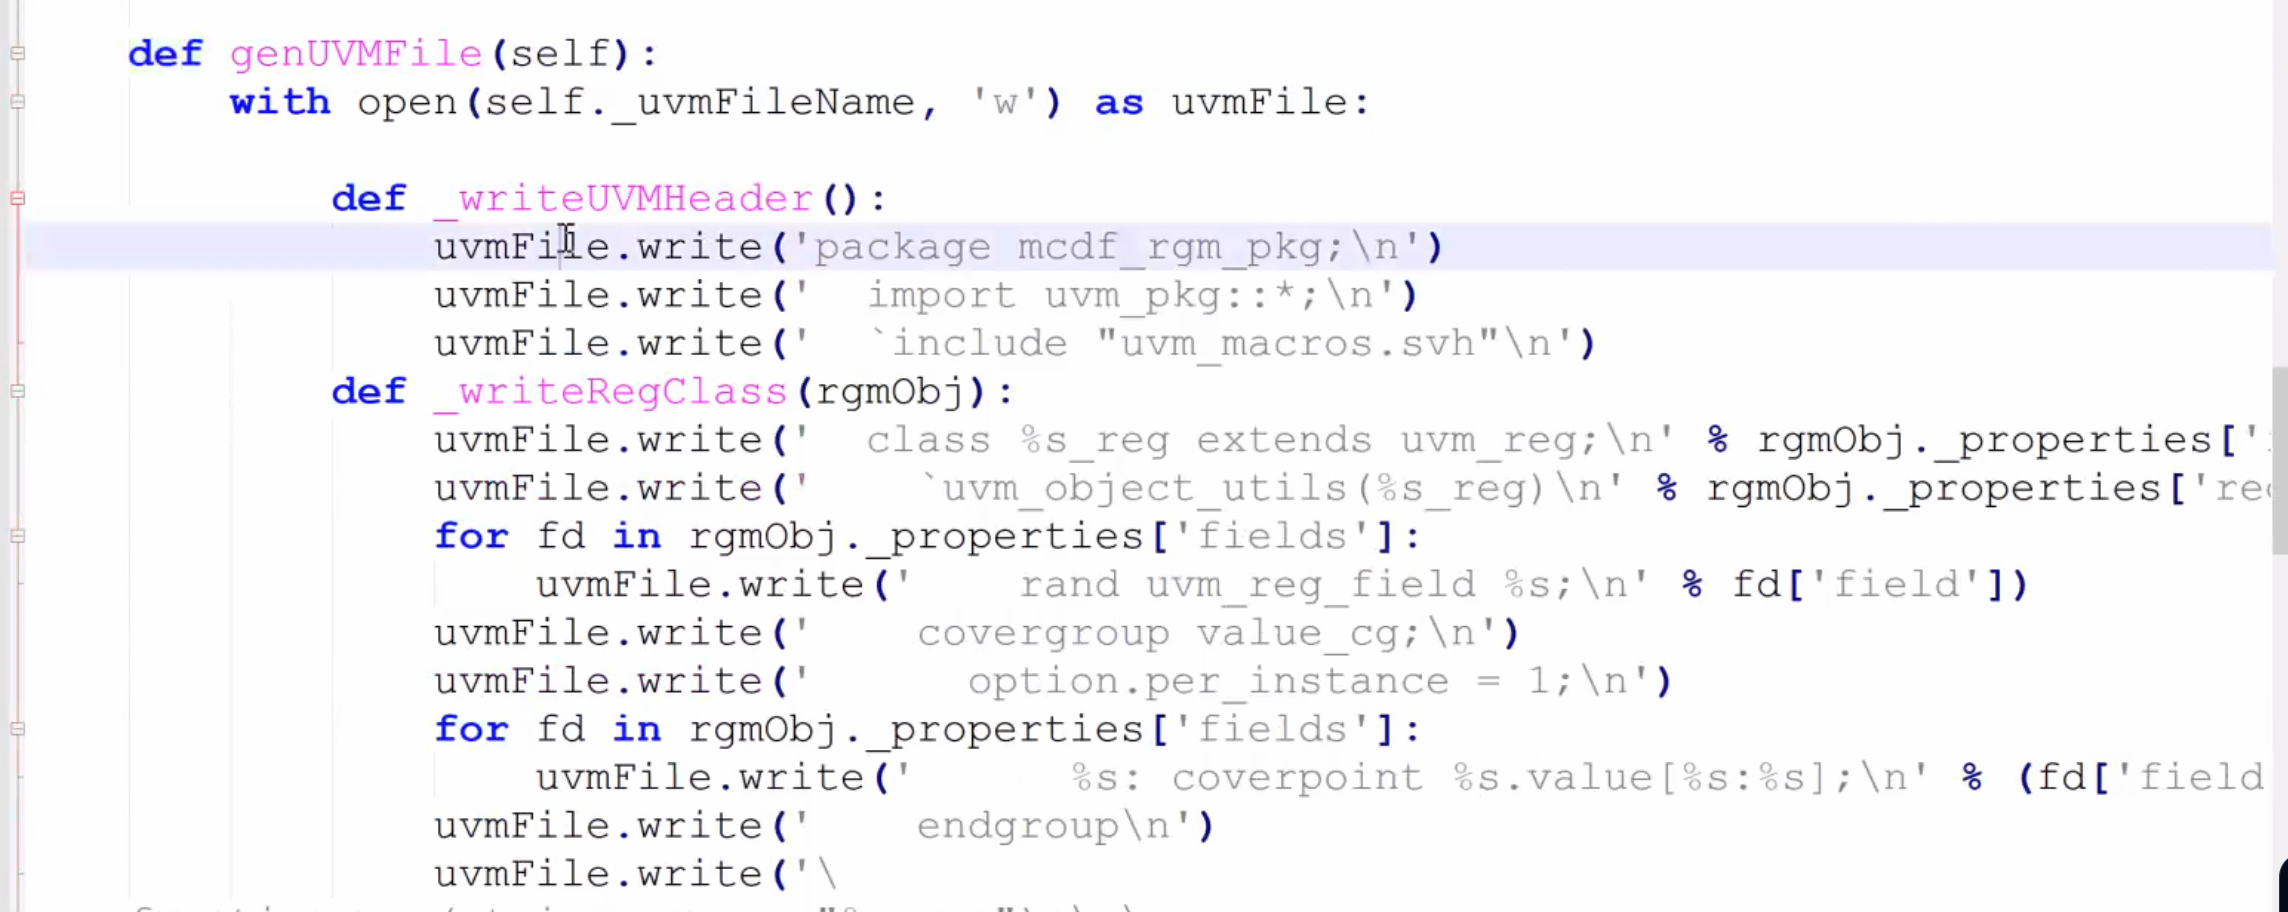 def genUVMFile(self):
with open(self._uvmFileName, 'w') as uvmFile:
def _writeUVMHeader():
uvmFile.write('package mcdf_rgm_pkg;\n')
uvmFile.write('  import uvm_pkg::*;\n')
uvmFile.write('  `include "uvm_macros.svh"\n')
def _writeRegClass(rgmObj):
uvmFile.write('  class %s_reg extends uvm_reg;\n' % rgmObj._properties['
uvmFile.write('    `uvm_object_utils(%s_reg)\n' % rgmObj._properties['re
for fd in rgmObj._properties['fields']:
uvmFile.write('    rand uvm_reg_field %s;\n' % fd['field'])
uvmFile.write('    covergroup value_cg;\n')
uvmFile.write('      option.per_instance = 1;\n')
for fd in rgmObj._properties['fields']:
uvmFile.write('      %s: coverpoint %s.value[%s:%s];\n' % (fd['field
uvmFile.write('    endgroup\n')
uvmFile.write('\